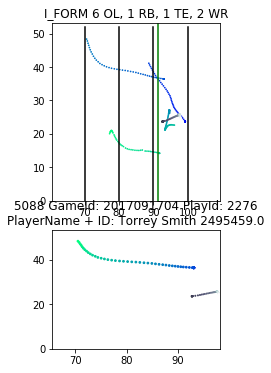 I_FORM 6 OL, 1 RB, 1 TE, 2 WR
50
40
30
20
10
0
70 80 90 100
5088 GameId: 2017091704 PlayId: 2276
PlayerName + ID: Torrey Smith 2495459.0
40
20
0
70 80 90